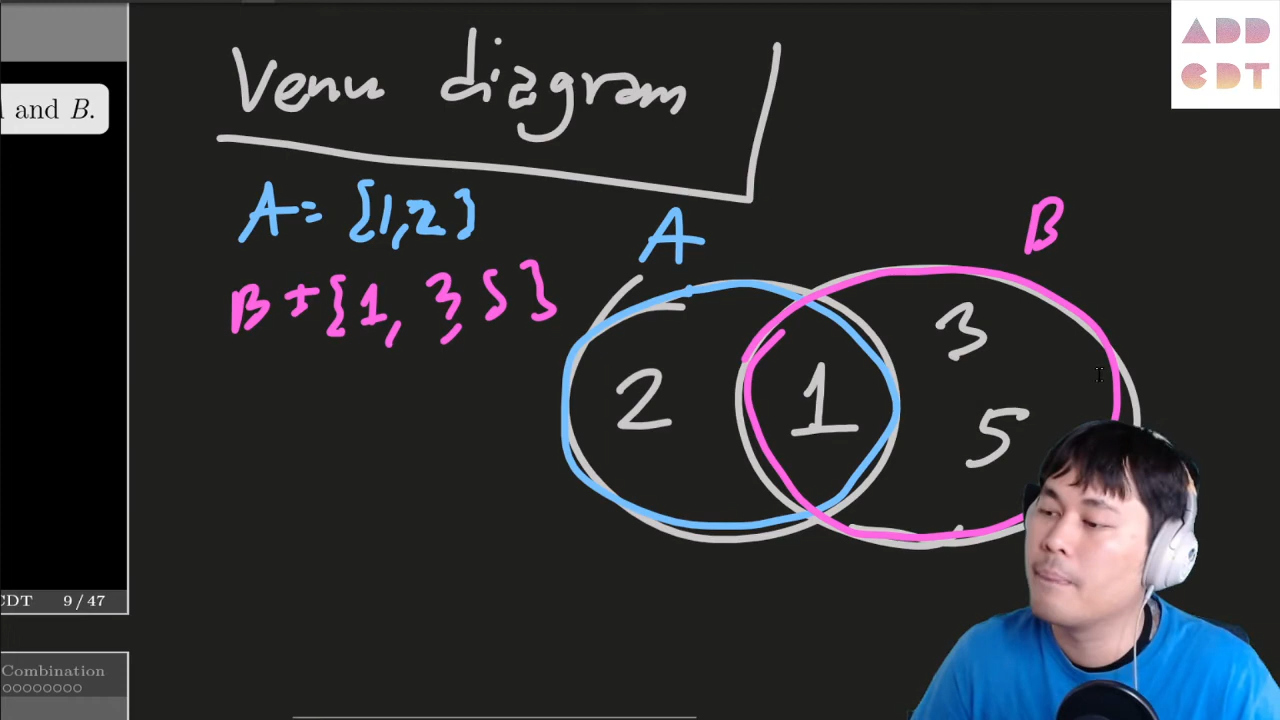 ADD
CDT
and B.
Venn diagram
A = {1,2}
B = {1, 3, 5}
A
B
2
1
3
5
CDT 9 / 47
Combination